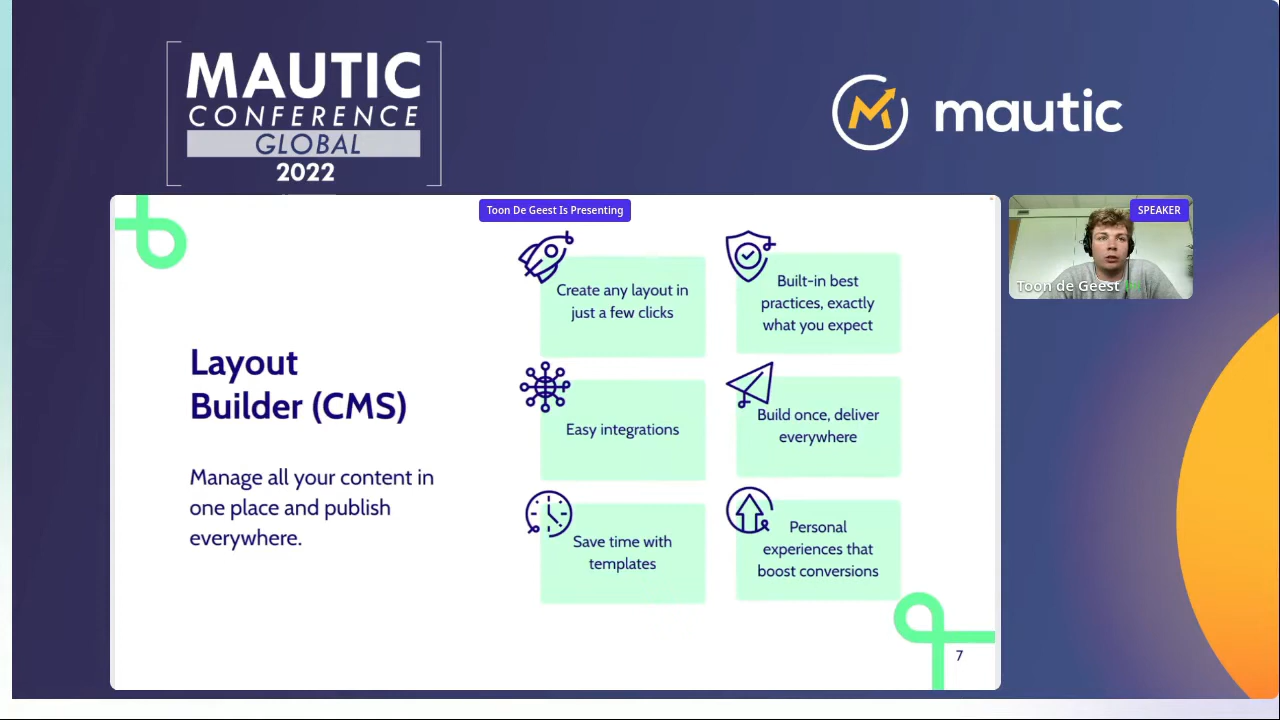 MAUTIC
CONFERENCE
GLOBAL
2022
mautic
Toon De Geest Is Presenting
SPEAKER
Toon de Geest
Layout
Builder (CMS)
Manage all your content in
one place and publish
everywhere.
Create any layout in
just a few clicks
Built-in best
practices, exactly
what you expect
Easy integrations
Build once, deliver
everywhere
Save time with
templates
Personal
experiences that
boost conversions
7